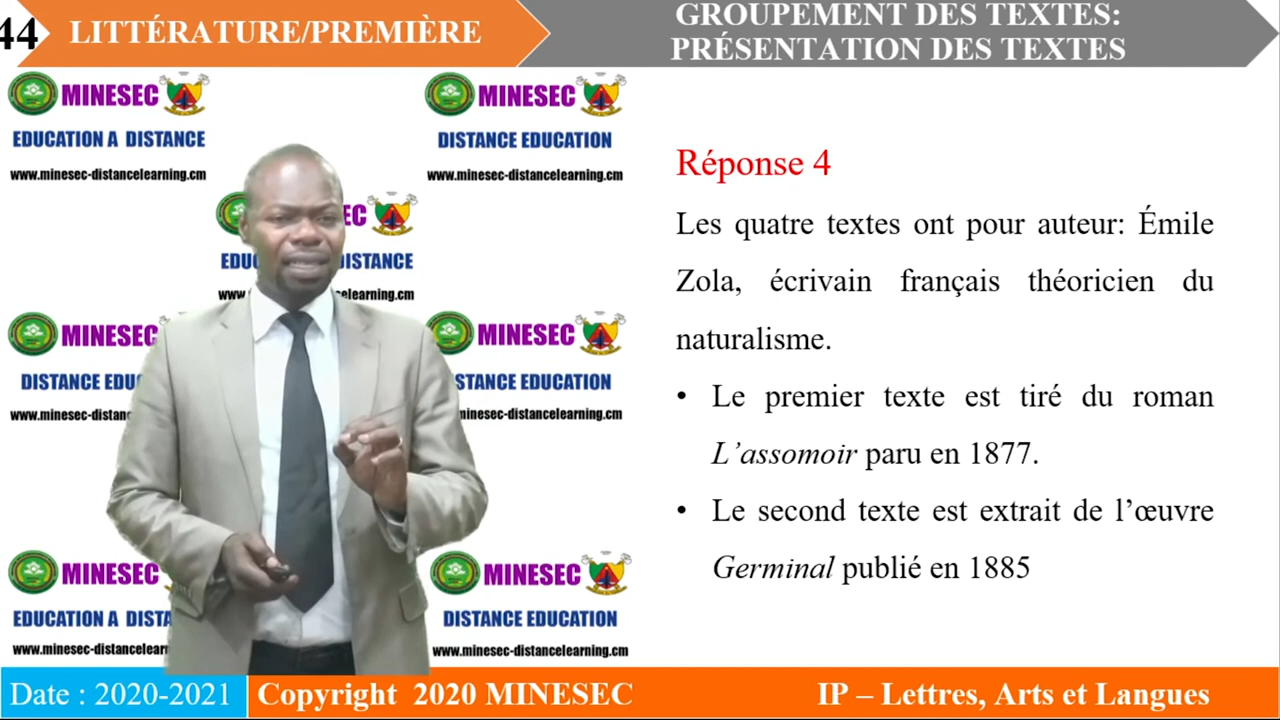 44
LITTÉRATURE/PREMIÈRE
GROUPEMENT DES TEXTES:
PRÉSENTATION DES TEXTES
MINESEC
EDUCATION A DISTANCE
www.minesec-distancelearning.cm
MINESEC
DISTANCE EDUCATION
www.minesec-distancelearning.cm
MINESEC
MINESEC
DISTANCE EDUCATION
MINESEC
EDUCATION A
MINESEC
DISTANCE EDUCATION
www.minesec-distancelearning.cm
Réponse 4
Les quatre textes ont pour auteur: Émile
Zola, écrivain français théoricien du
naturalisme.
• Le premier texte est tiré du roman
L’assomoir paru en 1877.
• Le second texte est extrait de l’œuvre
Germinal publié en 1885
Date : 2020-2021
Copyright 2020 MINESEC
IP – Lettres, Arts et Langues